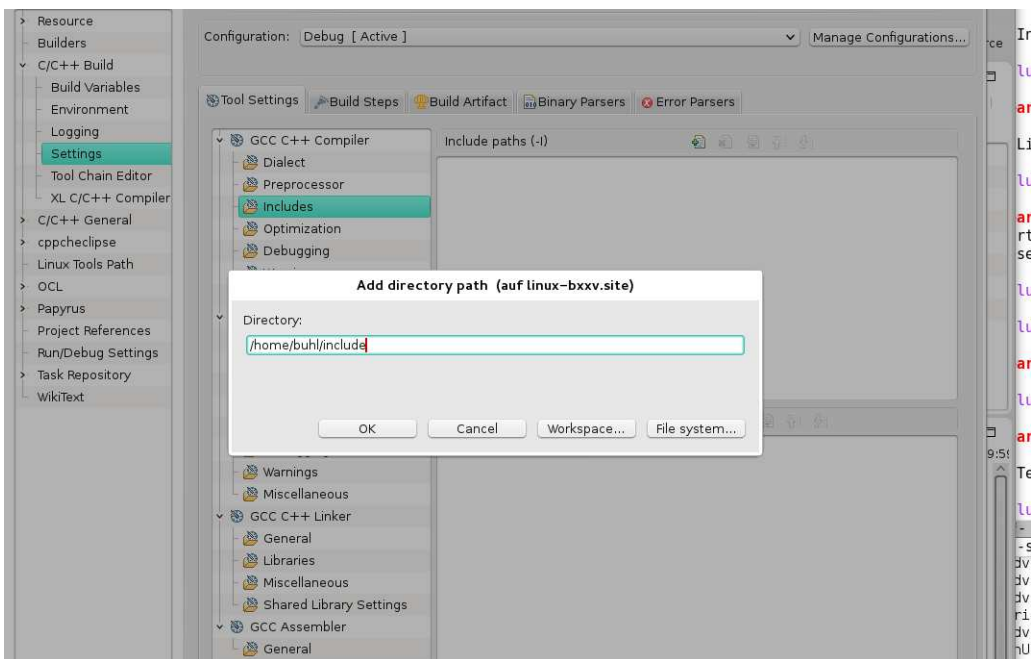 Resource
Builders
C/C++ Build
Build Variables
Environment
Logging
Settings
Tool Chain Editor
XL C/C++ Compiler
C/C++ General
cppcheclipse
Linux Tools Path
OCL
Papyrus
Project References
Run/Debug Settings
Task Repository
WikiText
Configuration: Debug [ Active ]
Manage Configurations...
Tool Settings Build Steps Build Artifact Binary Parsers Error Parsers
GCC C++ Compiler
Dialect
Preprocessor
Includes
Optimization
Debugging
Include paths (-I)
Add directory path (auf linux-bxxv.site)
Directory:
/home/buhl/include
OK Cancel Workspace... File system...
Warnings
Miscellaneous
GCC C++ Linker
General
Libraries
Miscellaneous
Shared Library Settings
GCC Assembler
General